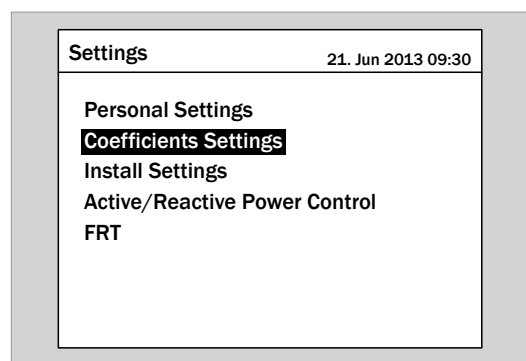 Settings 21. Jun 2013 09:30
Personal Settings
Coefficients Settings
Install Settings
Active/Reactive Power Control
FRT